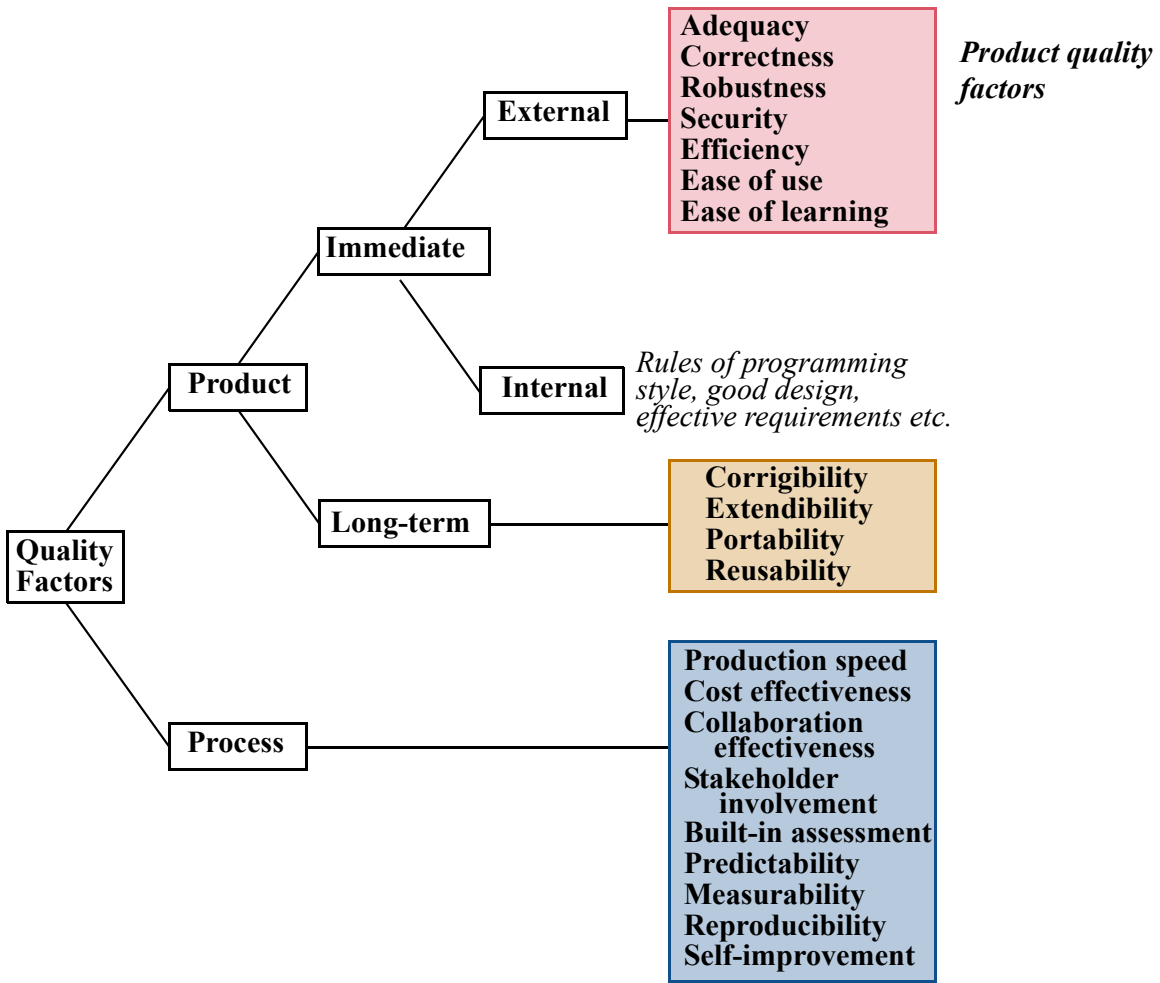 Adequacy
Correctness
Robustness
Security
Efficiency
Ease of use
Ease of learning
Product quality
factors
External
Immediate
Internal
Rules of programming
style, good design,
effective requirements etc.
Product
Long-term
Corrigibility
Extendibility
Portability
Reusability
Quality
Factors
Process
Production speed
Cost effectiveness
Collaboration
effectiveness
Stakeholder
involvement
Built-in assessment
Predictability
Measurability
Reproducibility
Self-improvement